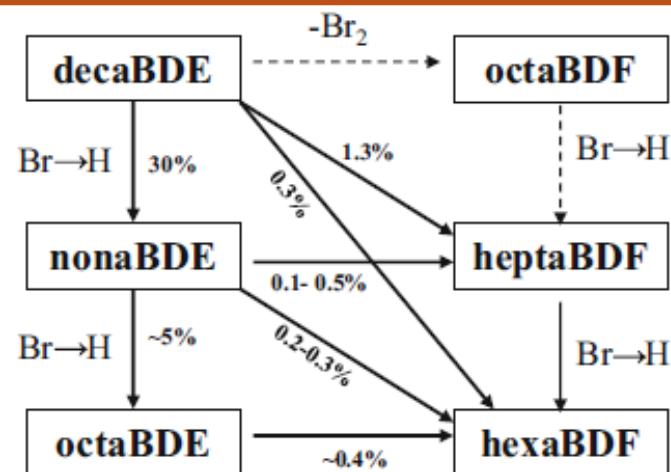 -Br₂
decaBDE
octaBDF
Br→H
30%
1.3%
0.3%
Br→H
nonaBDE
0.1- 0.5%
heptaBDF
Br→H
~5%
0.2-0.3%
Br→H
octaBDE
~0.4%
hexaBDF